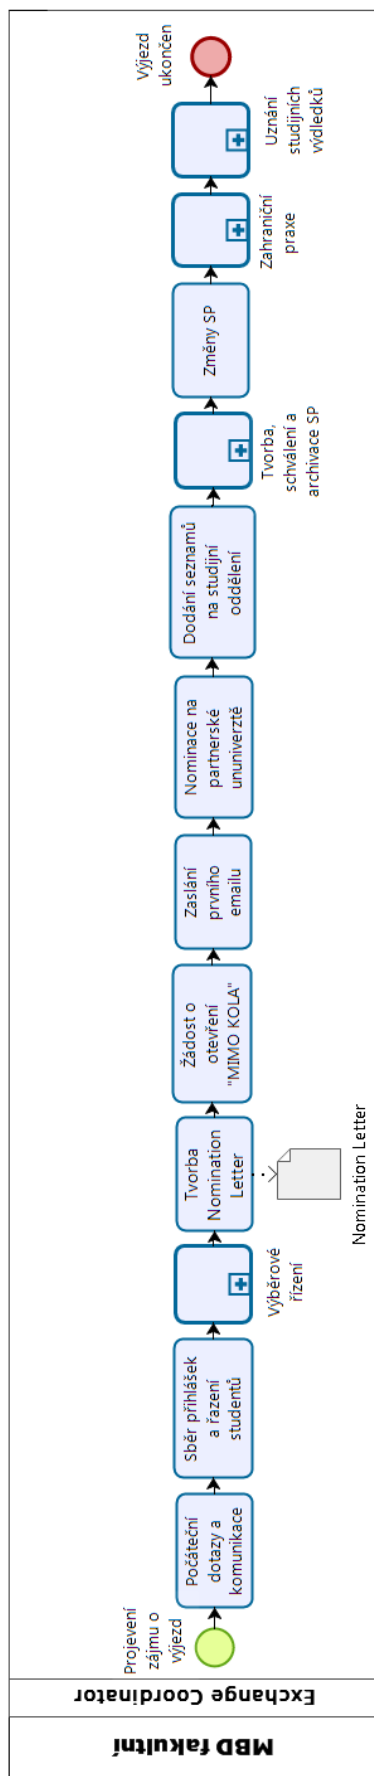 MBD fakultní
Exchange Coordinator
Projevení
zájmu o
výjezd
Počáteční
dotazy a
komunikace
Sběr přihlášek
a řazení
studentů
Výběrové
řízení
Tvorba
Nomination
Letter
Nomination Letter
Žádost o
otevření
"MIMO KOLA"
Zaslání
prvního
emailu
Nominace na
partnerské
ununiverztě
Dodání seznamů
na studijní
oddělení
Tvorba,
schválení a
archivace SP
Změny SP
Zahraniční
praxe
Uznání
studijních
výdledků
Výjezd
ukončen